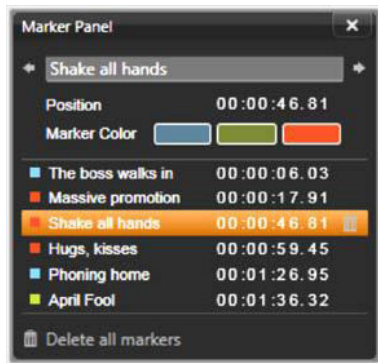 Marker Panel
Shake all hands
Position 00:00:46.81
Marker Color
The boss walks in 00:00:06.03
Massive promotion 00:00:17.91
Shake all hands 00:00:46.81
Hugs, kisses 00:00:59.45
Phoning home 00:01:26.95
April Fool 00:01:36.32
Delete all markers